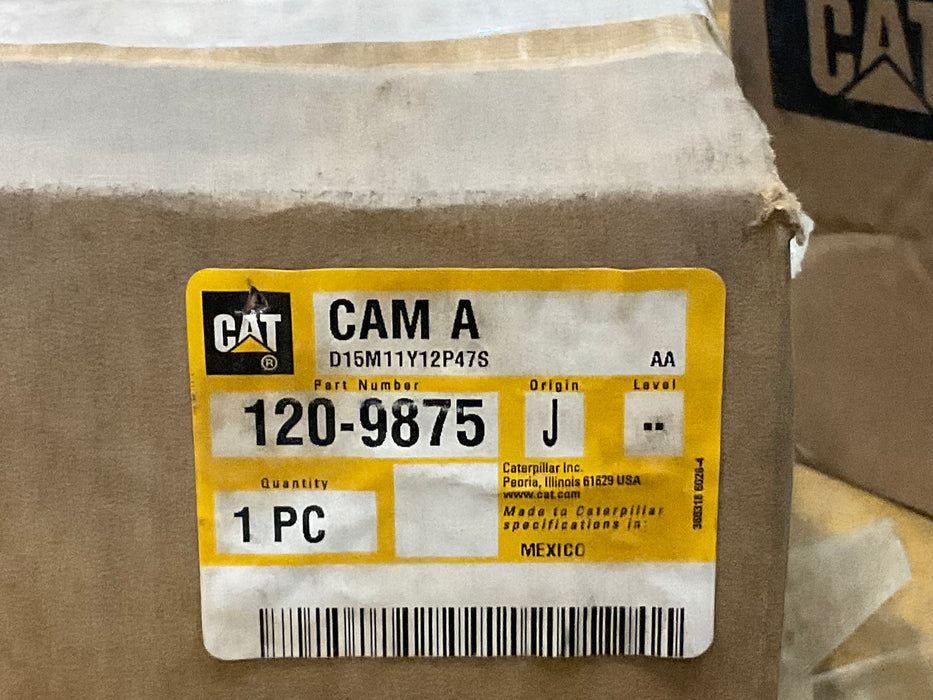 CAT
CAT ®
CAM A
D15M11Y12P47S AA
Part Number Origin Level
120-9875 J --
Quantity
1 PC
Caterpillar Inc.
Peoria, Illinois 61629 USA
www.cat.com
Made to Caterpillar
specifications in:
MEXICO